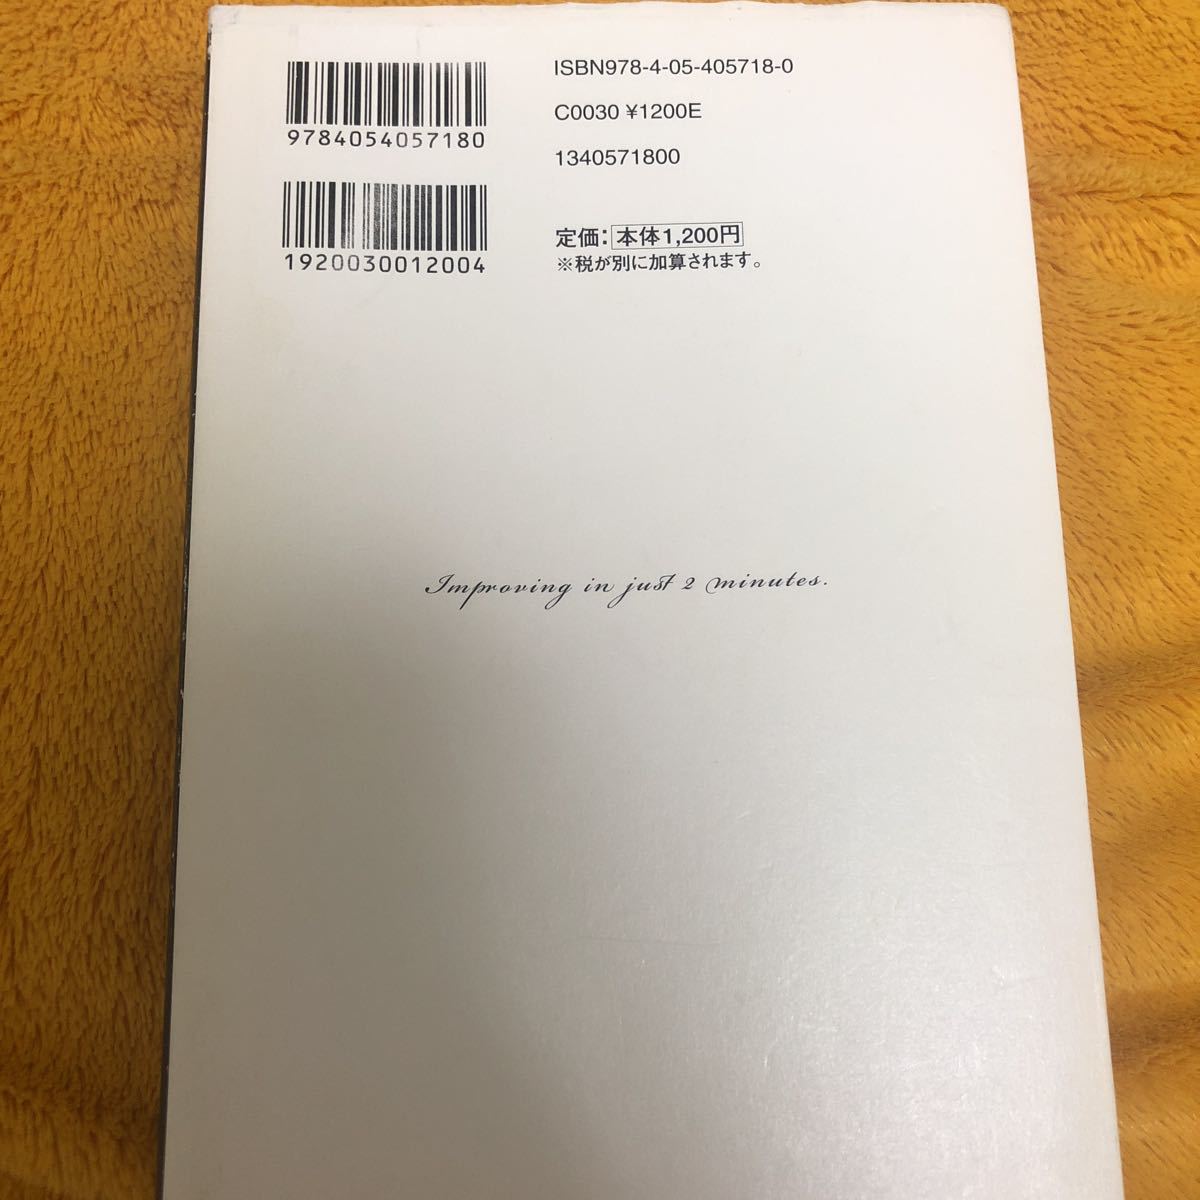 9784054057180
1920030012004
ISBN978-4-05-405718-0
C0030 ¥1200E
1340571800
定価：本体1,200円
※税が別に加算されます。
Improving in just 2 minutes.